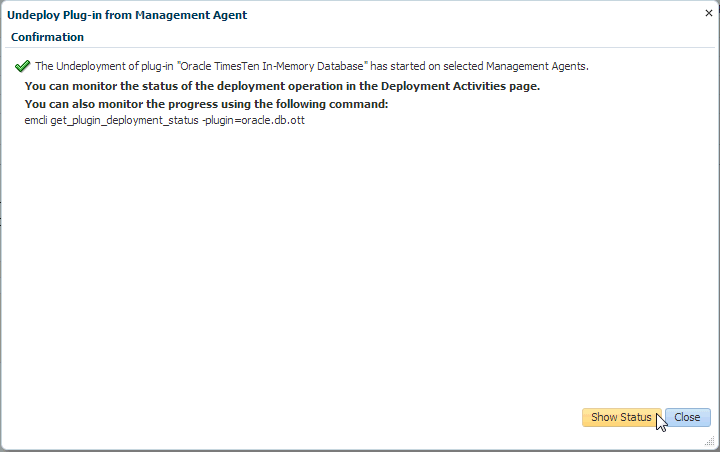 Undeploy Plug-in from Management Agent
Confirmation
The Undeployment of plug-in "Oracle TimesTen In-Memory Database" has started on selected Management Agents.
You can monitor the status of the deployment operation in the Deployment Activities page.
You can also monitor the progress using the following command:
emcli get_plugin_deployment_status -plugin=oracle.db.ott
Show Status Close